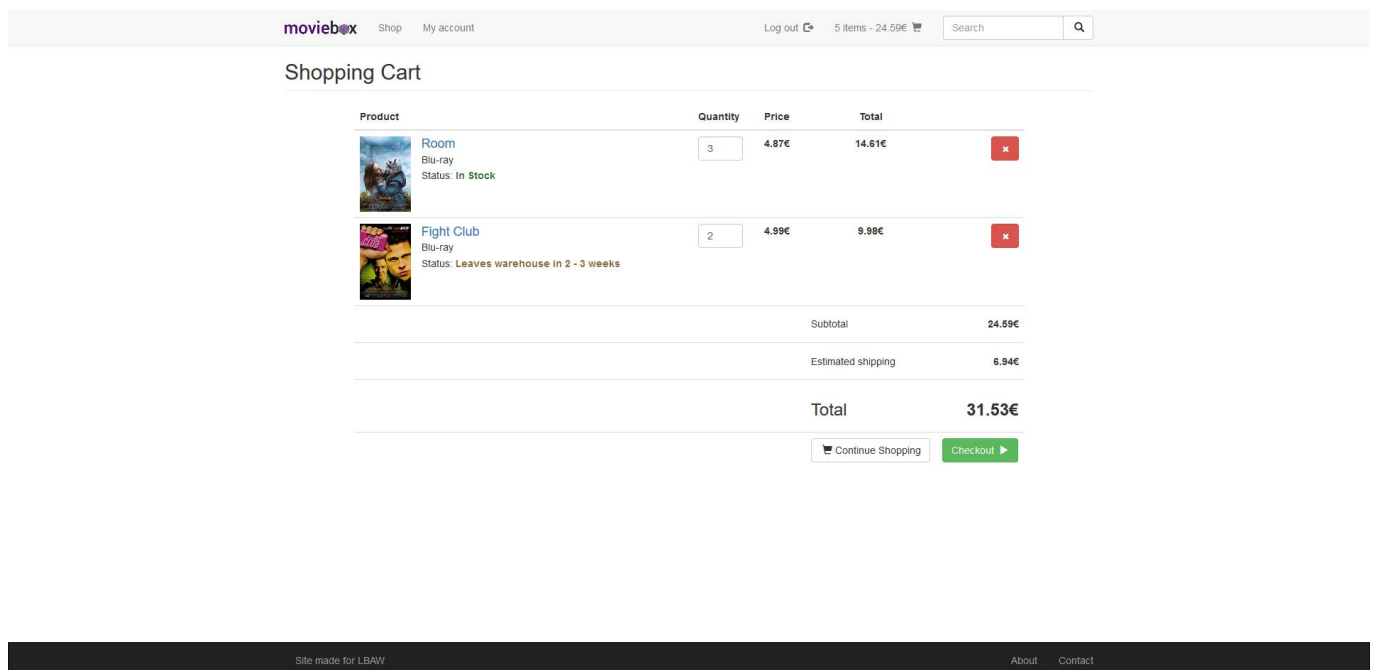 moviebox Shop My account Log out 5 items - 24.59€ Search
Shopping Cart
Product Quantity Price Total
Room 3 4.87€ 14.61€
Blu-ray
Status: In Stock
Fight Club 2 4.99€ 9.98€
Blu-ray
Status: Leaves warehouse in 2 - 3 weeks
Subtotal 24.59€
Estimated shipping 6.94€
Total 31.53€
Continue Shopping Checkout
Site made for LBAW About Contact